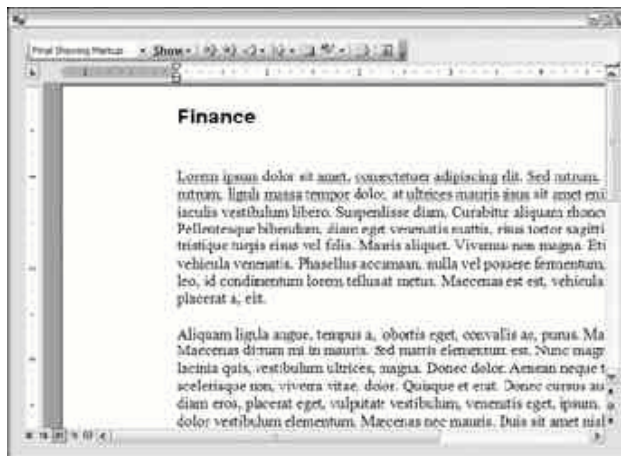 Final Showing Markup Show
Finance
Lorem ipsum dolor sit amet, consectetuer adipiscing elit. Sed rutrum,
rutrum, ligula massa tempor dolor, at ultrices mauris risus sit amet eni
iaculis vestibulum libero. Suspendisse diam. Curabitur aliquam rhonc
Pellentesque bibendum, diam eget venenatis mattis, risus tortor sagitti
tristique turpis risus vel felis. Mauris aliquet. Vivamus non magna. Eti
vehicula venenatis. Phasellus accumsan, nulla vel posuere fermentum,
leo, id condimentum lorem tellus at metus. Maecenas est est, vehicula
placerat a, elit.
Aliquam ligula augue, tempus a, lobortis eget, convallis ac, purus. Ma
Maecenas dictum mi in mauris. Sed mattis elementum est. Nunc magn
lacinia quis, vestibulum ultrices, magna. Donec dolor. Aenean neque t
scelerisque non, viverra vitae, dolor. Quisque et erat. Donec cursus au
diam eros, placerat eget, vulputate vestibulum, venenatis eget, ipsum.
dolor vestibulum elementum. Maecenas nec mauris. Duis sit amet nisl